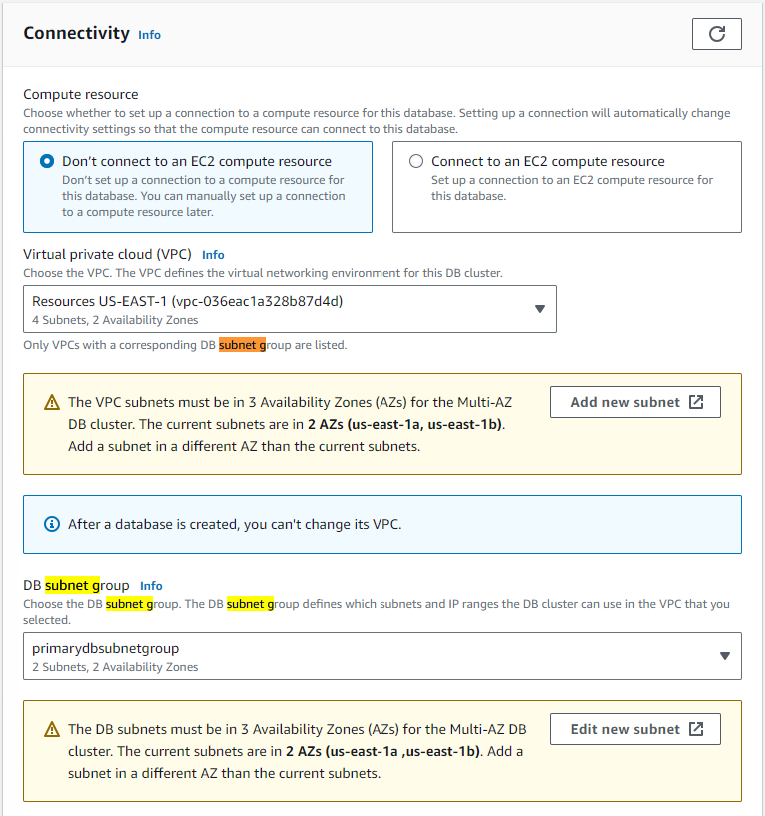 Connectivity Info
Compute resource
Choose whether to set up a connection to a compute resource for this database. Setting up a connection will automatically change
connectivity settings so that the compute resource can connect to this database.
Don't connect to an EC2 compute resource
Don't set up a connection to a compute resource for
this database. You can manually set up a connection
to a compute resource later.
Connect to an EC2 compute resource
Set up a connection to an EC2 compute resource for
this database.
Virtual private cloud (VPC) Info
Choose the VPC. The VPC defines the virtual networking environment for this DB cluster.
Resources US-EAST-1 (vpc-036eac1a328b87d4d)
4 Subnets, 2 Availability Zones
Only VPCs with a corresponding DB subnet group are listed.
The VPC subnets must be in 3 Availability Zones (AZs) for the Multi-AZ
DB cluster. The current subnets are in 2 AZs (us-east-1a, us-east-1b).
Add a subnet in a different AZ than the current subnets.
Add new subnet
After a database is created, you can't change its VPC.
DB subnet group Info
Choose the DB subnet group. The DB subnet group defines which subnets and IP ranges the DB cluster can use in the VPC that you
selected.
primarydbsubnetgroup
2 Subnets, 2 Availability Zones
The DB subnets must be in 3 Availability Zones (AZs) for the Multi-AZ DB
cluster. The current subnets are in 2 AZs (us-east-1a ,us-east-1b). Add a
subnet in a different AZ than the current subnets.
Edit new subnet